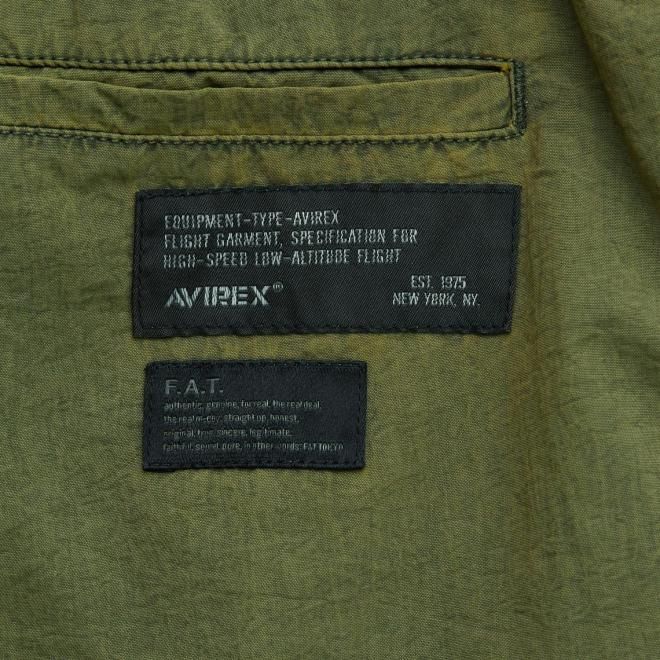 EQUIPMENT-TYPE-AVIREX
FLIGHT GARMENT, SPECIFICATION FOR
HIGH-SPEED LOW-ALTITUDE FLIGHT
AVIREX®
EST. 1975
NEW YORK, NY.
F.A.T.
authentic, genuine, for real, the real deal,
the real m-coy, straight up, honest,
original, true, sincere, legitimate,
faithful, sound, pure, in other words: FAT TOKYO